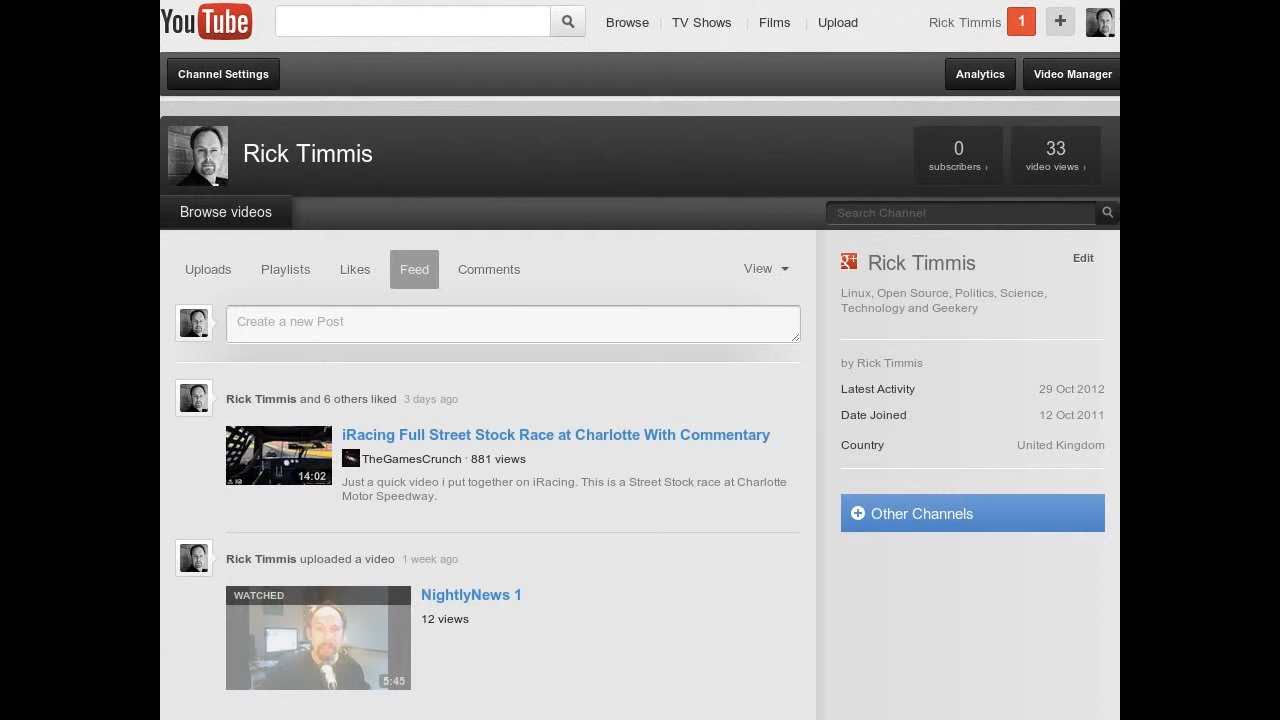 YouTube
Browse TV Shows Films Upload Rick Timmis 1
Channel Settings Analytics Video Manager
Rick Timmis
0 33
subscribers › video views ›
Browse videos Search Channel
Uploads Playlists Likes Feed Comments View
Create a new Post
Rick Timmis and 6 others liked 3 days ago
iRacing Full Street Stock Race at Charlotte With Commentary
TheGamesCrunch · 881 views
14:02
Just a quick video i put together on iRacing. This is a Street Stock race at Charlotte
Motor Speedway.
Rick Timmis uploaded a video 1 week ago
WATCHED
NightlyNews 1
12 views
5:45
g+ Rick Timmis Edit
Linux, Open Source, Politics, Science,
Technology and Geekery
by Rick Timmis
Latest Activity 29 Oct 2012
Date Joined 12 Oct 2011
Country United Kingdom
Other Channels